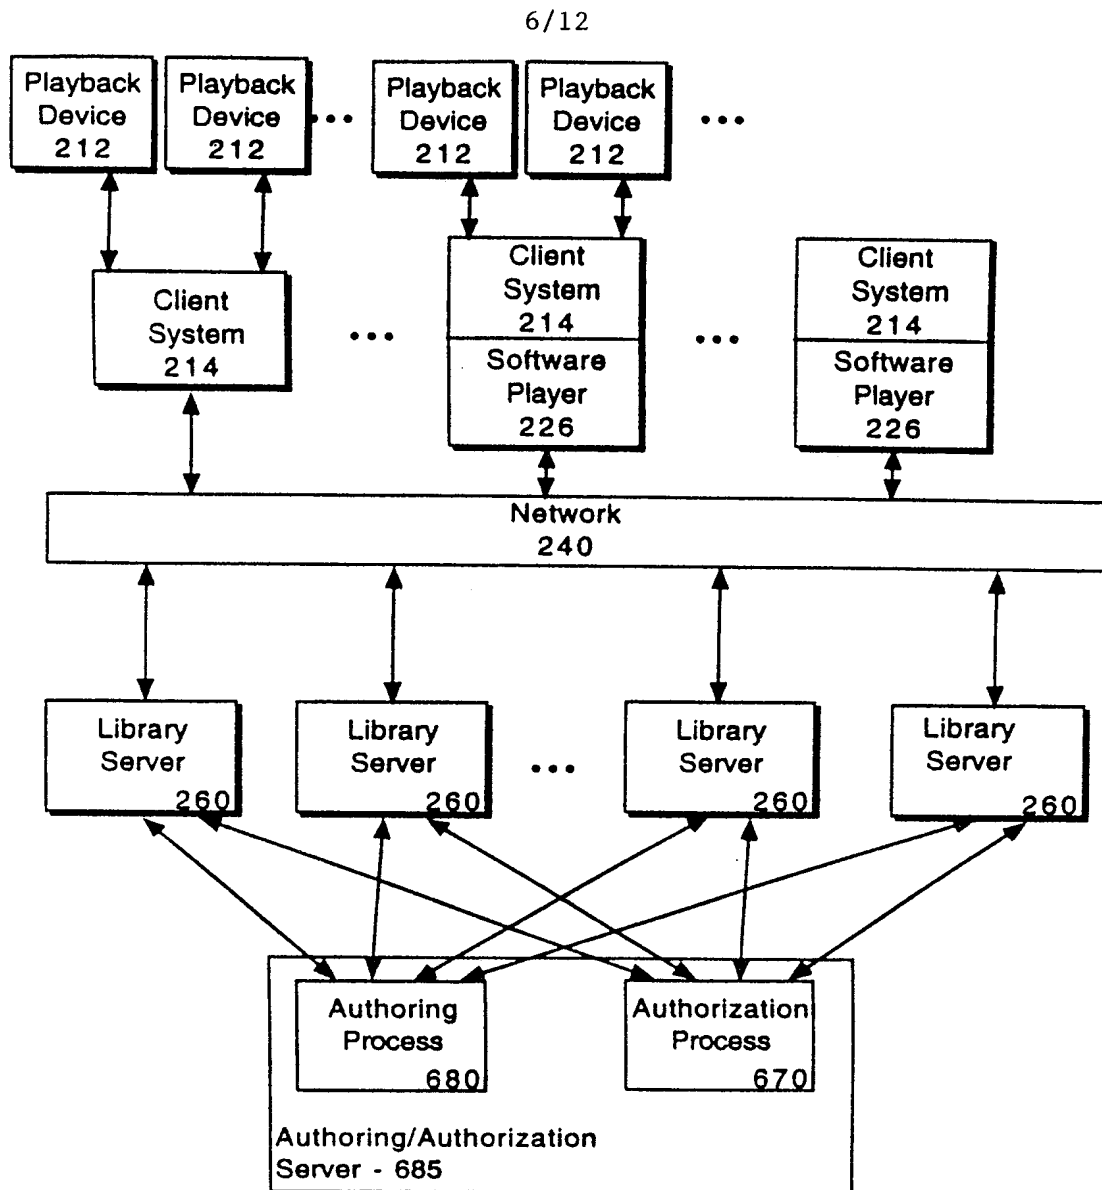 6/12
Playback
Device
212
Playback
Device
212
...
Playback
Device
212
Playback
Device
212
...
Client
System
214
...
Client
System
214
Software
Player
226
...
Client
System
214
Software
Player
226
Network
240
Library
Server
260
Library
Server
260
...
Library
Server
260
Library
Server
260
Authoring
Process
680
Authorization
Process
670
Authoring/Authorization
Server - 685